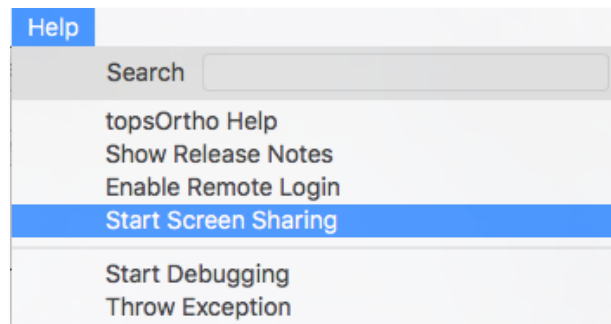 Help
Search
topsOrtho Help
Show Release Notes
Enable Remote Login
Start Screen Sharing
Start Debugging
Throw Exception